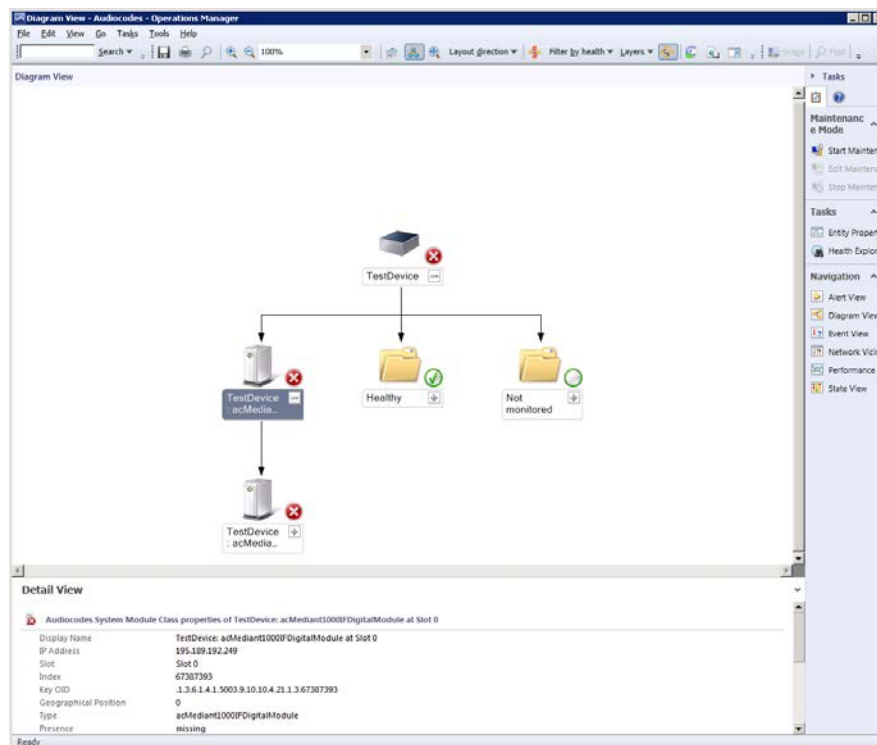 Diagram View - Audiocodes - Operations Manager
File Edit View Go Tasks Tools Help
Search 100% Layout direction Filter by health Layers
Diagram View
Tasks
Maintenanc
e Mode
Start Mainter
Edit Mainten
Stop Mainter
Tasks
Entity Proper
Health Explor
Navigation
Alert View
Diagram View
Event View
Network Vici
Performance
State View
TestDevice
TestDevice
: acMedia...
Healthy
Not
monitored
TestDevice
: acMedia...
Detail View
Audiocodes System Module Class properties of TestDevice: acMediant1000IFDigitalModule at Slot 0
Display Name TestDevice: acMediant1000IFDigitalModule at Slot 0
IP Address 195.189.192.249
Slot Slot 0
Index 67387393
Key OID .1.3.6.1.4.1.5003.9.10.10.4.21.1.3.67387393
Geographical Position 0
Type acMediant1000IFDigitalModule
Presence missing
Ready